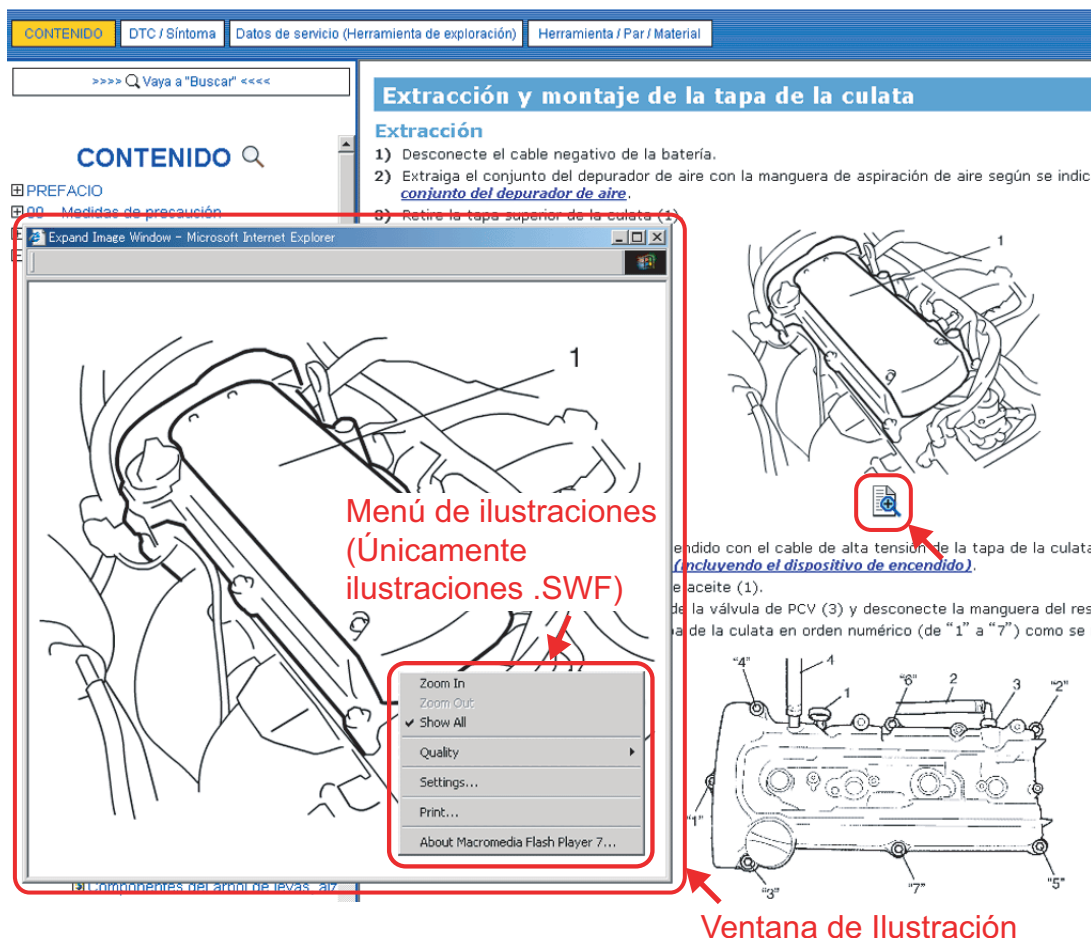 CONTENIDO
DTC / Síntoma
Datos de servicio (Herramienta de exploración)
Herramienta / Par / Material
>>>> Vaya a "Buscar" <<<<
CONTENIDO
PREFACIO
00 - Medidas de precausión
Extracción y montaje de la tapa de la culata
Extracción
1) Desconecte el cable negativo de la batería.
2) Extraiga el conjunto del depurador de aire con la manguera de aspiración de aire según se indic
conjunto del depurador de aire.
3) Retire la tapa superior de la culata (1)
1
Expand Image Window - Microsoft Internet Explorer
1
Menú de ilustraciones
(Únicamente
ilustraciones .SWF)
Zoom In
Zoom Out
Show All
Quality
Settings...
Print...
About Macromedia Flash Player 7...
endido con el cable de alta tensión de la tapa de la culata
(incluyendo el dispositivo de encendido).
e aceite (1).
de la válvula de PCV (3) y desconecte la manguera del res
pa de la culata en orden numérico (de "1" a "7") como se
"4"
4
1
"6"
2
3
"2"
"1"
"3"
"7"
"5"
Componentes del árbol de levas, alz
Ventana de Ilustración